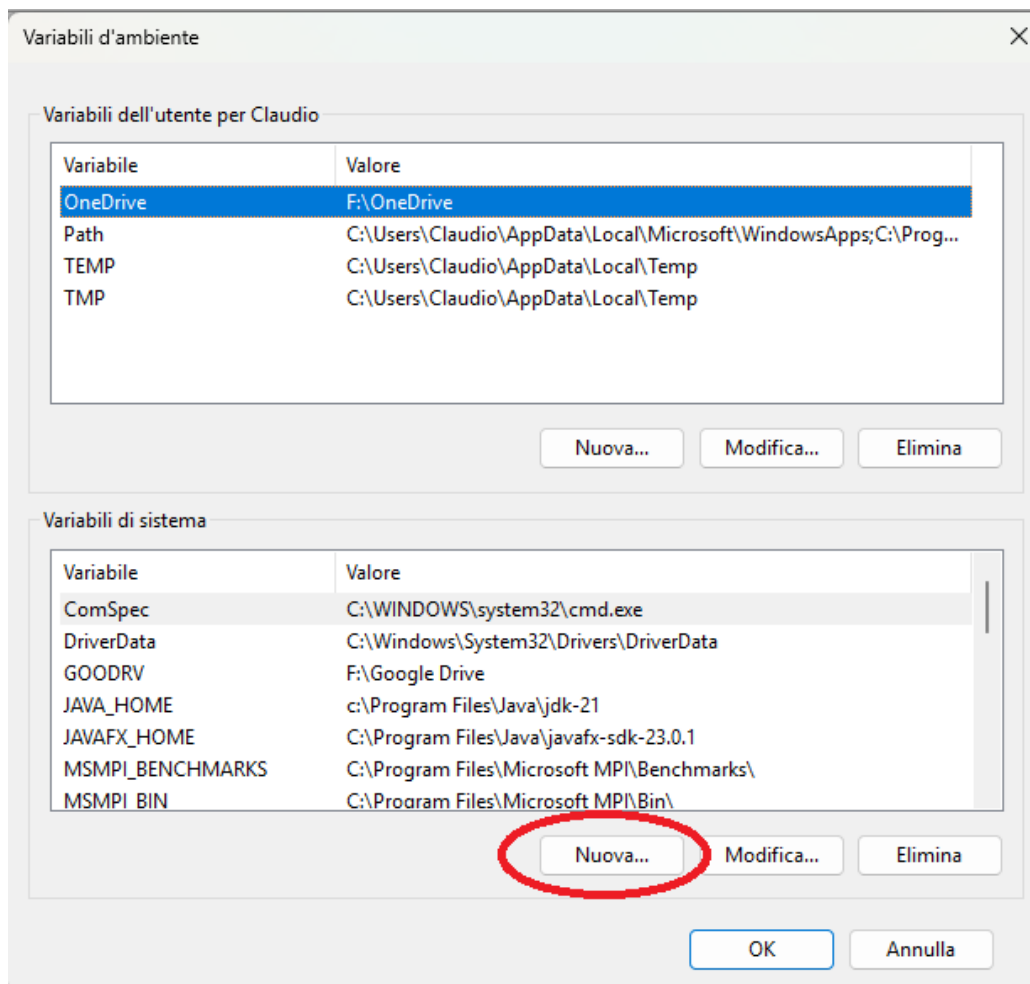 Variabili d'ambiente
Variabili dell'utente per Claudio
Variabile Valore
OneDrive F:\OneDrive
Path C:\Users\Claudio\AppData\Local\Microsoft\WindowsApps;C:\Prog...
TEMP C:\Users\Claudio\AppData\Local\Temp
TMP C:\Users\Claudio\AppData\Local\Temp
Nuova... Modifica... Elimina
Variabili di sistema
Variabile Valore
ComSpec C:\WINDOWS\system32\cmd.exe
DriverData C:\Windows\System32\Drivers\DriverData
GOODRV F:\Google Drive
JAVA_HOME c:\Program Files\Java\jdk-21
JAVAFX_HOME C:\Program Files\Java\javafx-sdk-23.0.1
MSMPI_BENCHMARKS C:\Program Files\Microsoft MPI\Benchmarks\
MSMPI_BIN C:\Program Files\Microsoft MPI\Bin\
Nuova... Modifica... Elimina
OK Annulla